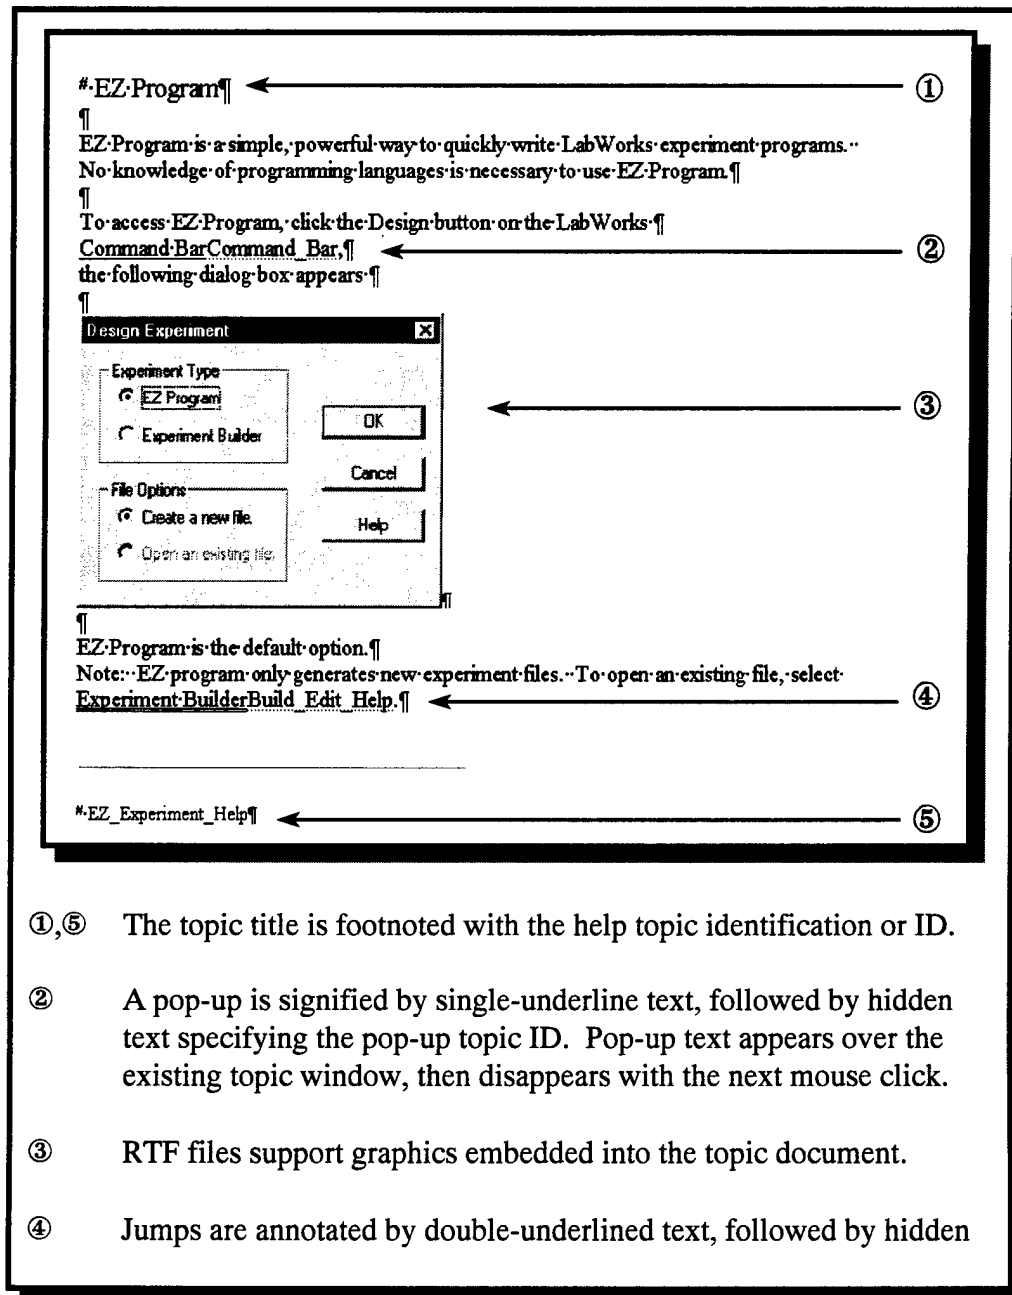 #·EZ·Program¶ ①
¶
EZ·Program·is·a·simple,·powerful·way·to·quickly·write·LabWorks·experiment·programs.··
No·knowledge·of·programming·languages·is·necessary·to·use·EZ·Program.¶
¶
To·access·EZ·Program,·click·the·Design·button·on·the·LabWorks·¶
Command·BarCommand_Bar,¶ ②
the·following·dialog·box·appears·¶
¶
Design Experiment
Experiment Type
EZ Program
Experiment Builder
OK ③
Cancel
File Options
Create a new file.
Help
Open an existing file.
¶
¶
EZ·Program·is·the·default·option.¶
Note:··EZ·program·only·generates·new·experiment·files.··To·open·an·existing·file,·select·
Experiment·BuilderBuild_Edit_Help.¶ ④
#·EZ_Experiment_Help¶ ⑤
①,⑤ The topic title is footnoted with the help topic identification or ID.
② A pop-up is signified by single-underline text, followed by hidden
text specifying the pop-up topic ID. Pop-up text appears over the
existing topic window, then disappears with the next mouse click.
③ RTF files support graphics embedded into the topic document.
④ Jumps are annotated by double-underlined text, followed by hidden